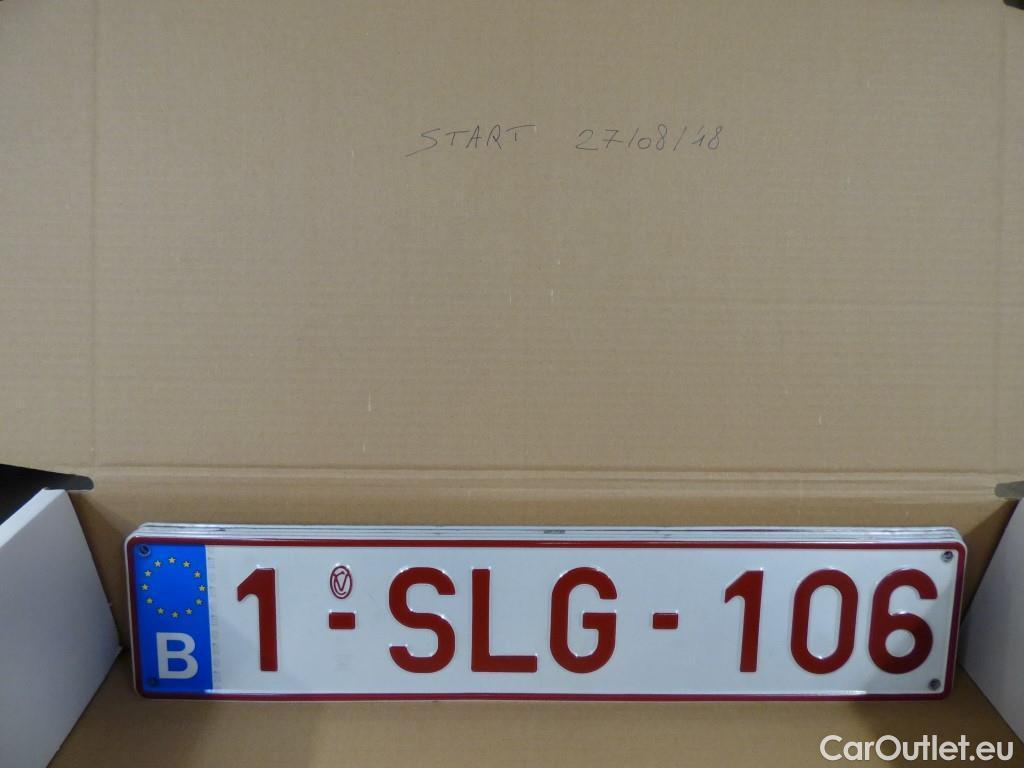 START 27/08/18
B 1-SLG-106
CarOutlet.eu